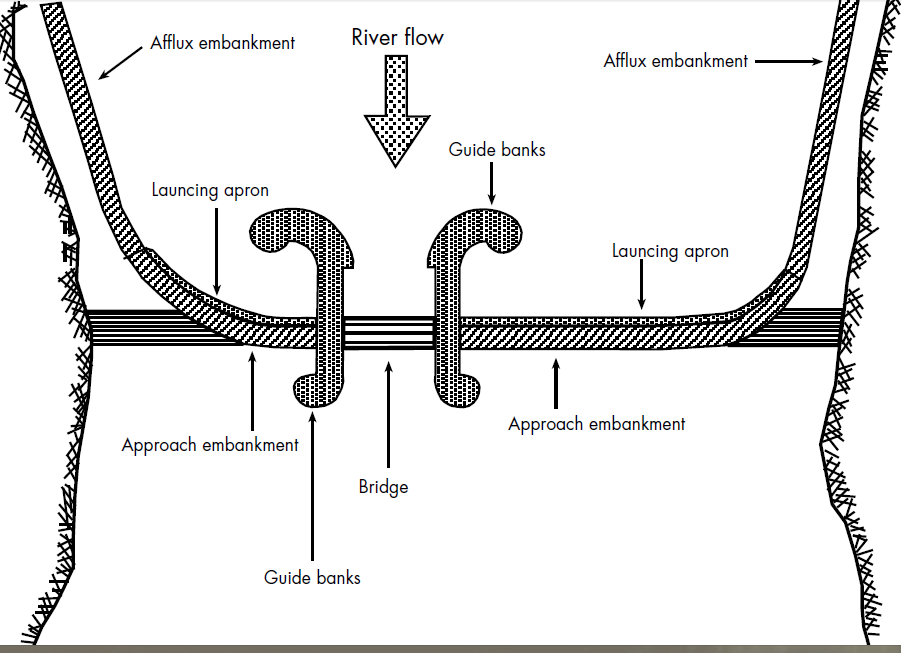 River flow
Afflux embankment
Afflux embankment
Guide banks
Launcing apron
Launcing apron
Approach embankment
Approach embankment
Bridge
Guide banks